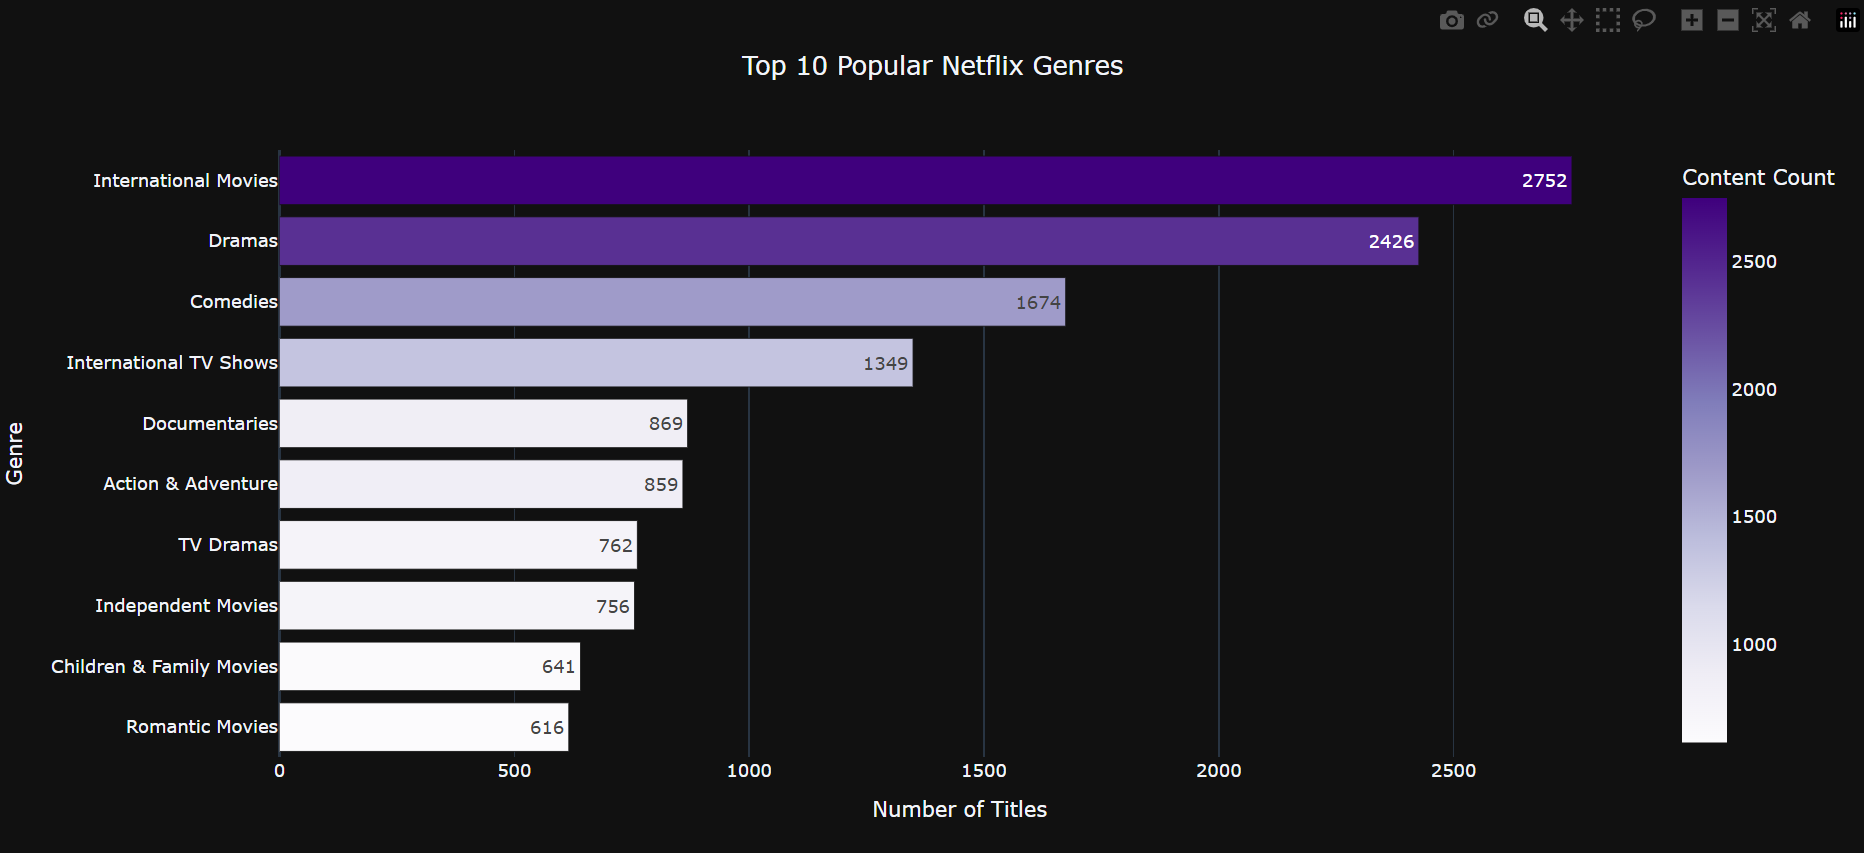 Top 10 Popular Netflix Genres
International Movies 2752
Dramas 2426
Comedies 1674
International TV Shows 1349
Documentaries 869
Action & Adventure 859
TV Dramas 762
Independent Movies 756
Children & Family Movies 641
Romantic Movies 616
Genre
0 500 1000 1500 2000 2500
Number of Titles
Content Count
2500
2000
1500
1000